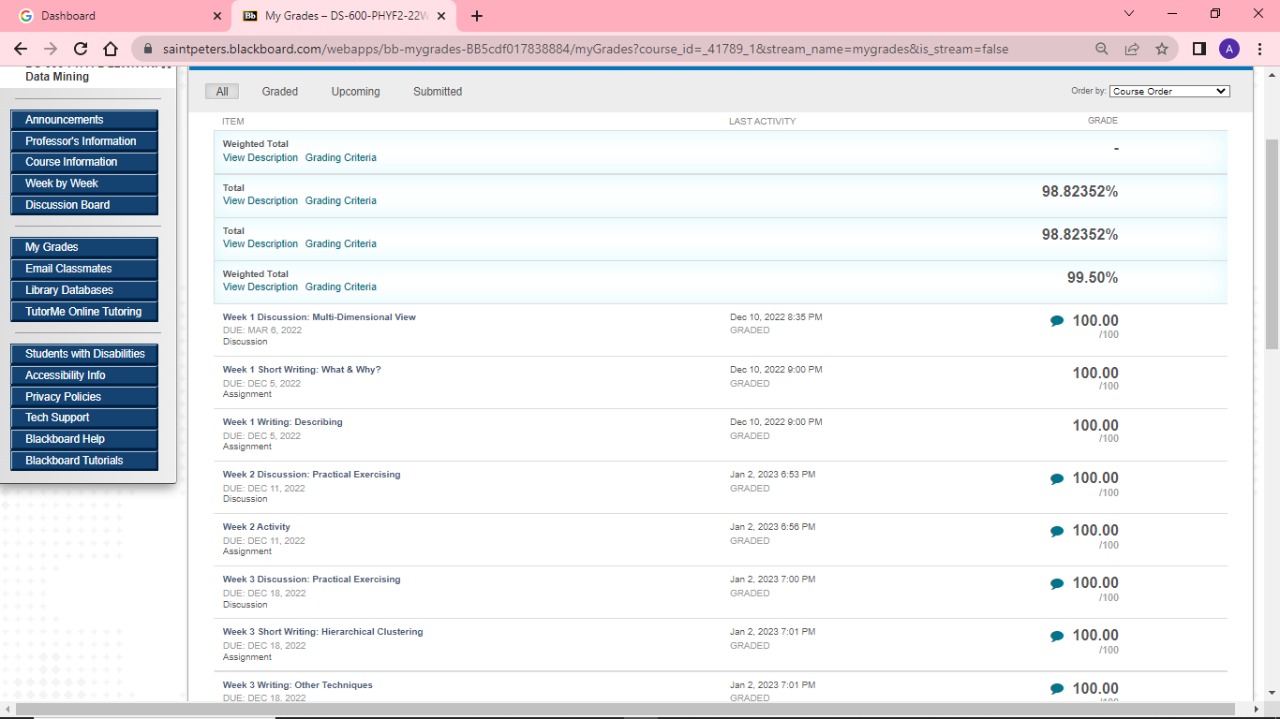 Dashboard
My Grades – DS-600-PHYF2-22W
saintpeters.blackboard.com/webapps/bb-mygrades-BB5cdf017838884/myGrades?course_id=_41789_1&stream_name=mygrades&is_stream=false
A
Data Mining
Announcements
Professor's Information
Course Information
Week by Week
Discussion Board
My Grades
Email Classmates
Library Databases
TutorMe Online Tutoring
Students with Disabilities
Accessibility Info
Privacy Policies
Tech Support
Blackboard Help
Blackboard Tutorials
All Graded Upcoming Submitted
Order by: Course Order
ITEM LAST ACTIVITY GRADE
Weighted Total
View Description Grading Criteria
-
Total
View Description Grading Criteria
98.82352%
Total
View Description Grading Criteria
98.82352%
Weighted Total
View Description Grading Criteria
99.50%
Week 1 Discussion: Multi-Dimensional View
DUE: MAR 6, 2022
Discussion
Dec 10, 2022 8:35 PM
GRADED
100.00
/100
Week 1 Short Writing: What & Why?
DUE: DEC 5, 2022
Assignment
Dec 10, 2022 9:00 PM
GRADED
100.00
/100
Week 1 Writing: Describing
DUE: DEC 5, 2022
Assignment
Dec 10, 2022 9:00 PM
GRADED
100.00
/100
Week 2 Discussion: Practical Exercising
DUE: DEC 11, 2022
Discussion
Jan 2, 2023 6:53 PM
GRADED
100.00
/100
Week 2 Activity
DUE: DEC 11, 2022
Assignment
Jan 2, 2023 6:56 PM
GRADED
100.00
/100
Week 3 Discussion: Practical Exercising
DUE: DEC 18, 2022
Discussion
Jan 2, 2023 7:00 PM
GRADED
100.00
/100
Week 3 Short Writing: Hierarchical Clustering
DUE: DEC 18, 2022
Assignment
Jan 2, 2023 7:01 PM
GRADED
100.00
/100
Week 3 Writing: Other Techniques
DUE: DEC 18, 2022
Jan 2, 2023 7:01 PM
GRADED
100.00
/100